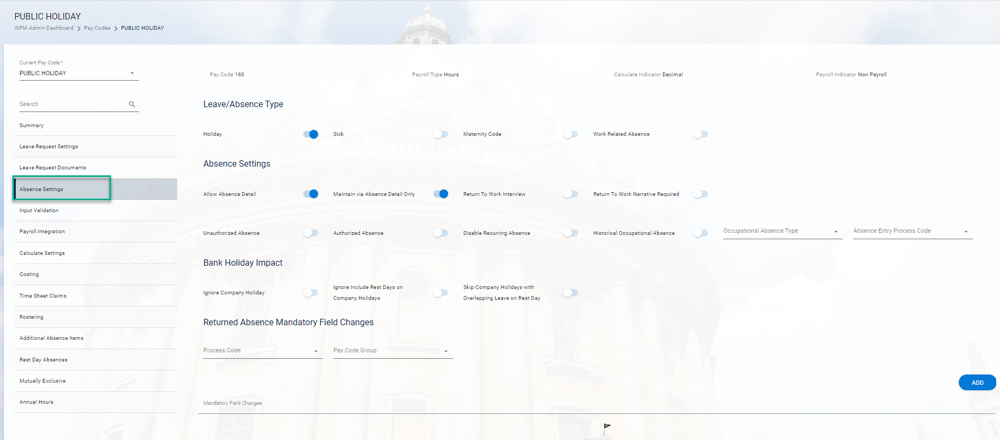 PUBLIC HOLIDAY
WFM Admin Dashboard > Pay Codes > PUBLIC HOLIDAY
Current Pay Code *
PUBLIC HOLIDAY
Pay Code 160
Payroll Type Hours
Calculate Indicator Decimal
Payroll Indicator Non Payroll
Search
Summary
Leave Request Settings
Leave Request Documents
Absence Settings
Input Validation
Payroll Integration
Calculate Settings
Costing
Time Sheet Claims
Rostering
Additional Absence Items
Rest Day Absences
Mutually Exclusive
Annual Hours
Leave/Absence Type
Holiday
Sick
Maternity Code
Work Related Absence
Absence Settings
Allow Absence Detail
Maintain via Absence Detail Only
Return To Work Interview
Return To Work Narrative Required
Unauthorized Absence
Authorized Absence
Disable Recurring Absence
Historical Occupational Absence
Occupational Absence Type
Absence Entry Process Code
Bank Holiday Impact
Ignore Company Holiday
Ignore Include Rest Days on
Company Holidays
Skip Company Holidays with
Overlapping Leave on Rest Day
Returned Absence Mandatory Field Changes
Process Code
Pay Code Group
ADD
Mandatory Field Changes